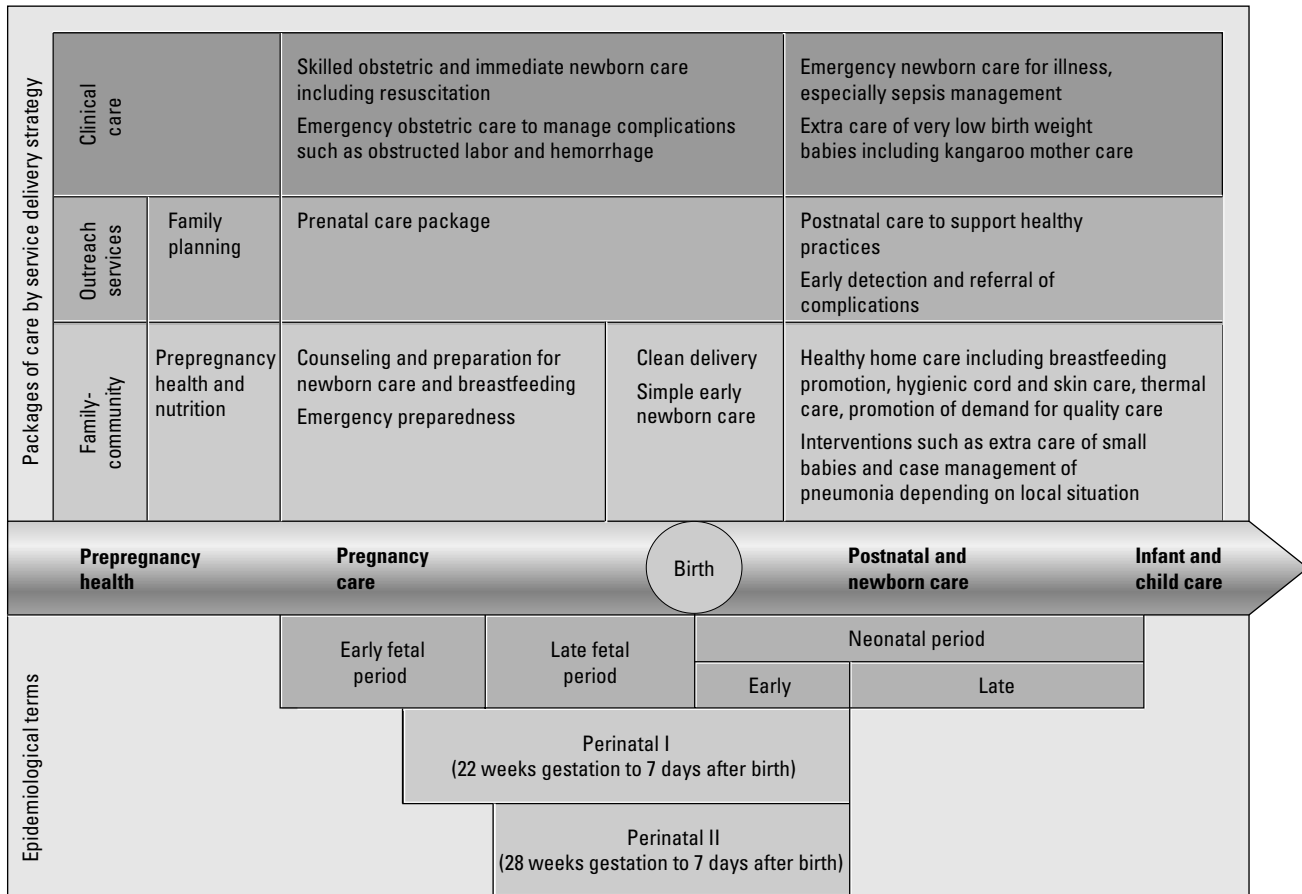 Packages of care by service delivery strategy
Clinical
care
Skilled obstetric and immediate newborn care
including resuscitation
Emergency obstetric care to manage complications
such as obstructed labor and hemorrhage
Emergency newborn care for illness,
especially sepsis management
Extra care of very low birth weight
babies including kangaroo mother care
Outreach
services
Family
planning
Prenatal care package
Postnatal care to support healthy
practices
Early detection and referral of
complications
Family-
community
Prepregnancy
health and
nutrition
Counseling and preparation for
newborn care and breastfeeding
Emergency preparedness
Clean delivery
Simple early
newborn care
Healthy home care including breastfeeding
promotion, hygienic cord and skin care, thermal
care, promotion of demand for quality care
Interventions such as extra care of small
babies and case management of
pneumonia depending on local situation
Prepregnancy
health
Pregnancy
care
Birth
Postnatal and
newborn care
Infant and
child care
Epidemiological terms
Early fetal
period
Late fetal
period
Neonatal period
Early
Late
Perinatal I
(22 weeks gestation to 7 days after birth)
Perinatal II
(28 weeks gestation to 7 days after birth)